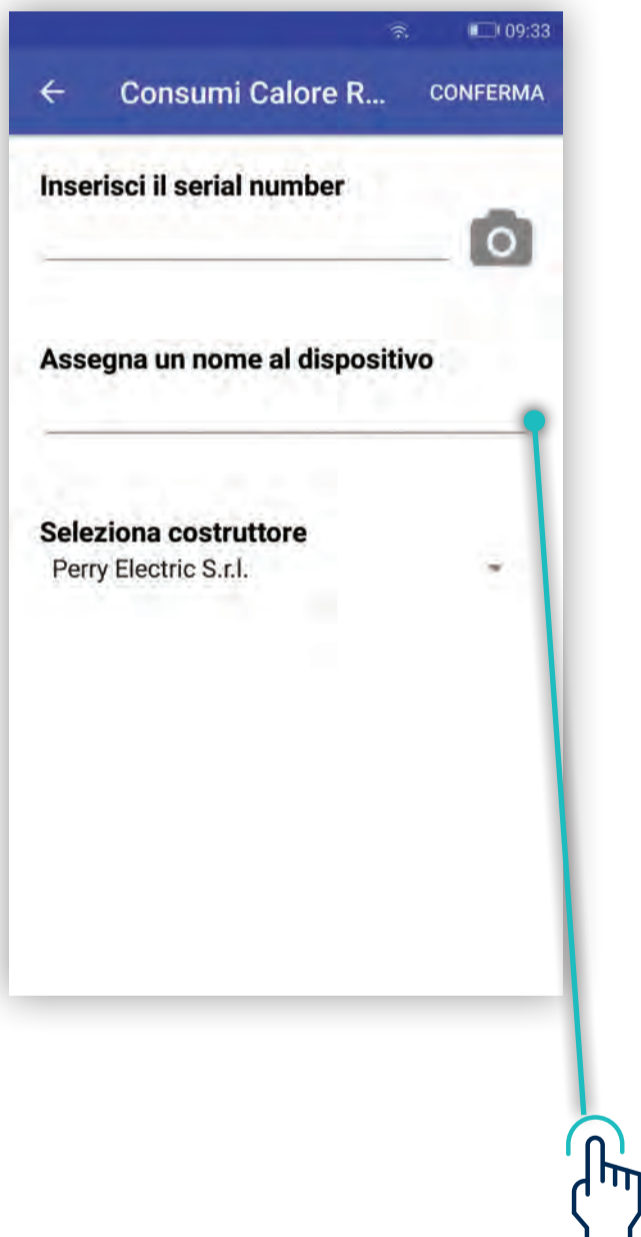 09:33
Consumi Calore R... CONFERMA
Inserisci il serial number
Assegna un nome al dispositivo
Seleziona costruttore
Perry Electric S.r.l.